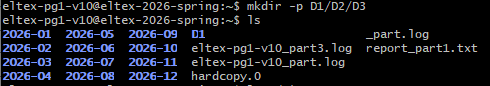 eltex-pg1-v10@eltex-2026-spring:~$ mkdir -p D1/D2/D3
eltex-pg1-v10@eltex-2026-spring:~$ ls
2026-01 2026-05 2026-09 D1 _part.log
2026-02 2026-06 2026-10 eltex-pg1-v10_part3.log report_part1.txt
2026-03 2026-07 2026-11 eltex-pg1-v10_part.log
2026-04 2026-08 2026-12 hardcopy.0